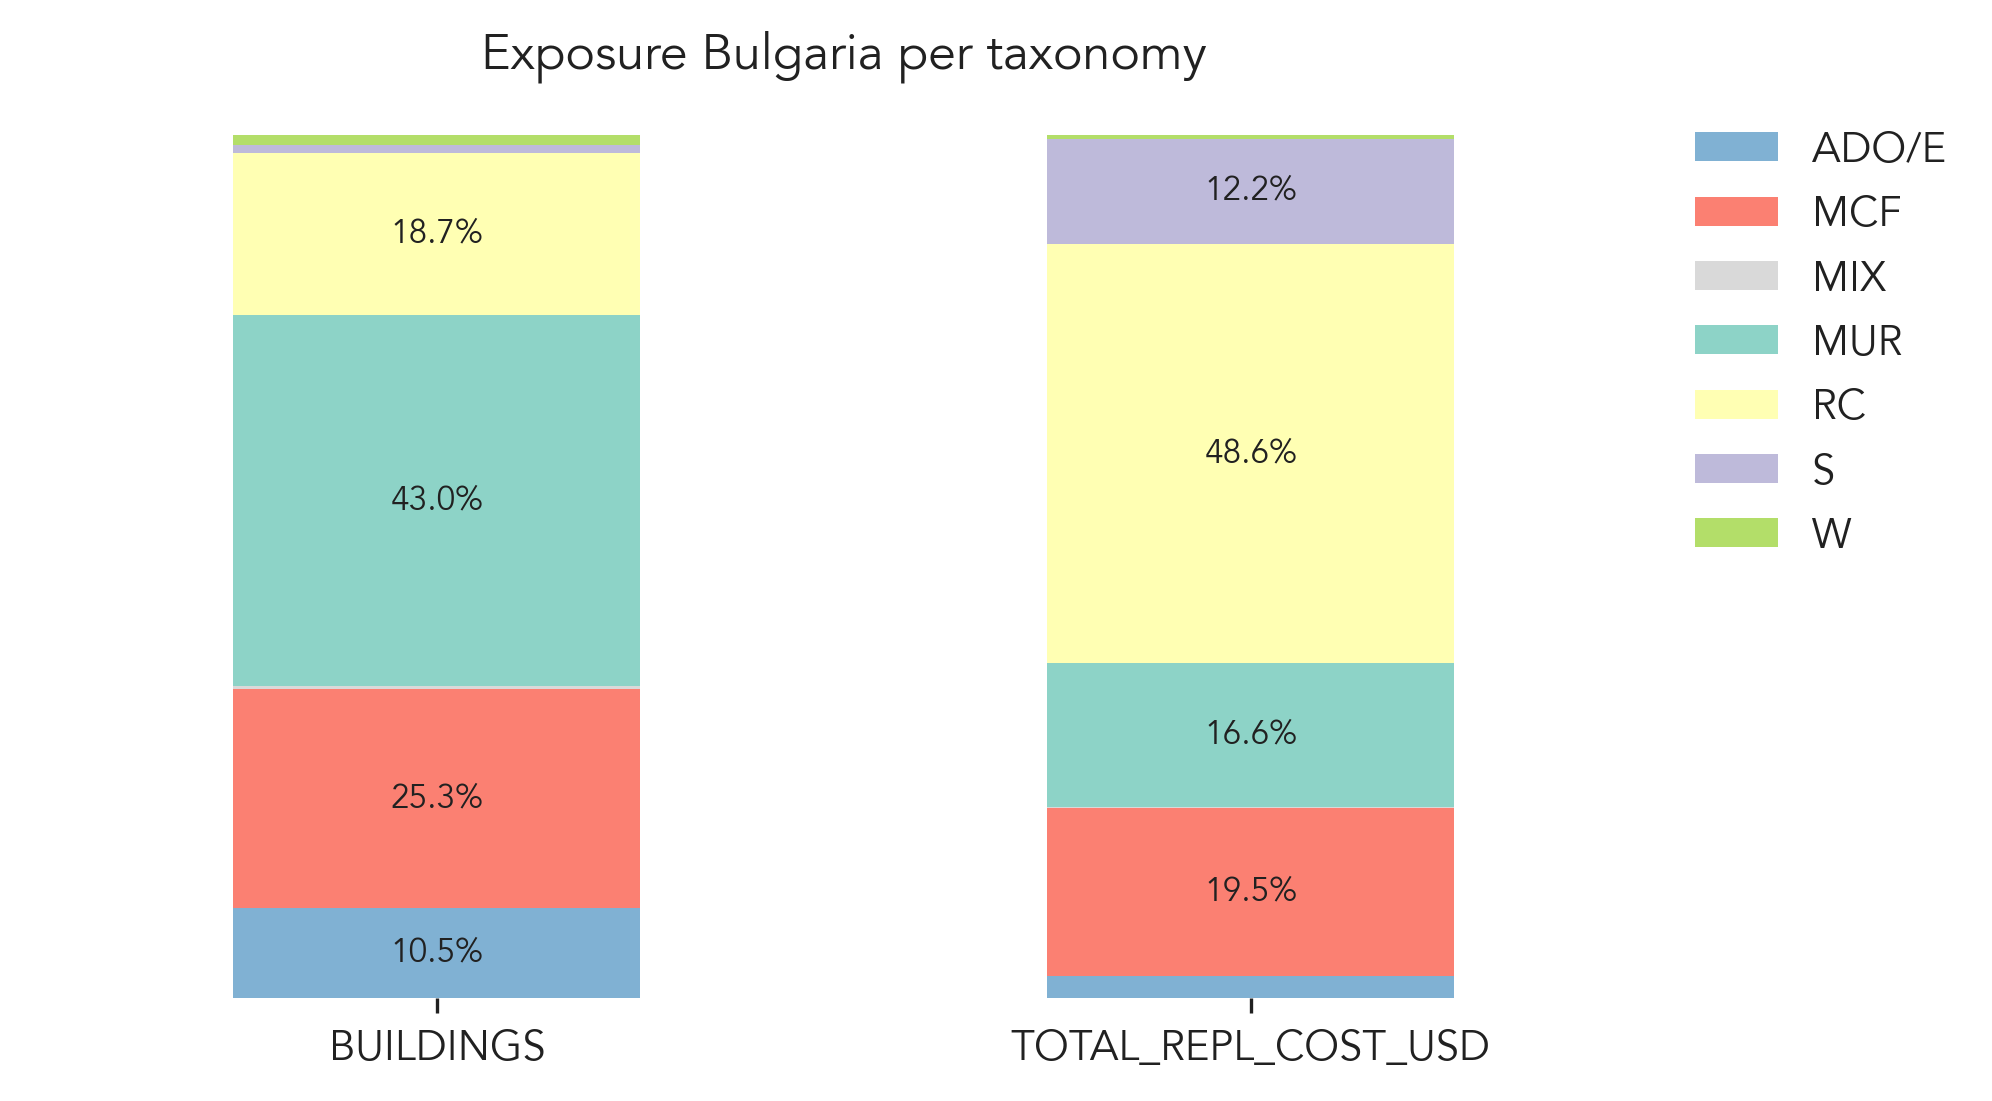 Exposure Bulgaria per taxonomy
18.7%
43.0%
25.3%
10.5%
BUILDINGS
12.2%
48.6%
16.6%
19.5%
TOTAL_REPL_COST_USD
ADO/E
MCF
MIX
MUR
RC
S
W